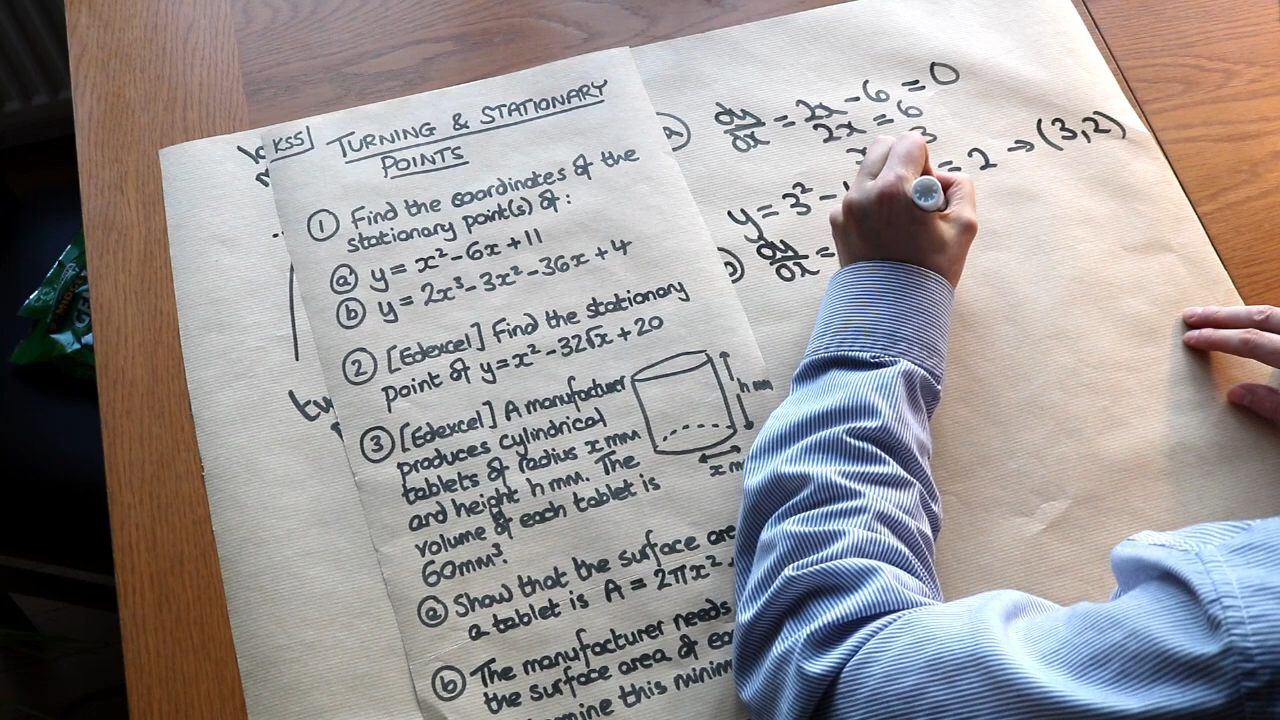 KS5
TURNING & STATIONARY
POINTS
① Find the coordinates of the
stationary point(s) of:
ⓐ y = x² - 6x + 11
ⓑ y = 2x³ - 3x² - 36x + 4
② [Edexcel] Find the stationary
point of y = x² - 32√x + 20
③ [Edexcel] A manufacturer
produces cylindrical
tablets of radius x mm
and height h mm. The
volume of each tablet is
60mm³.
h mm
x
ⓐ Show that the surface
a tablet is A = 2πx²
ⓑ The manufacturer needs
the surface area of
this
dy/dx = 2x - 6 = 0
2x = 6
3
y = 3² -
= 2 → (3,2)
dy/dx =